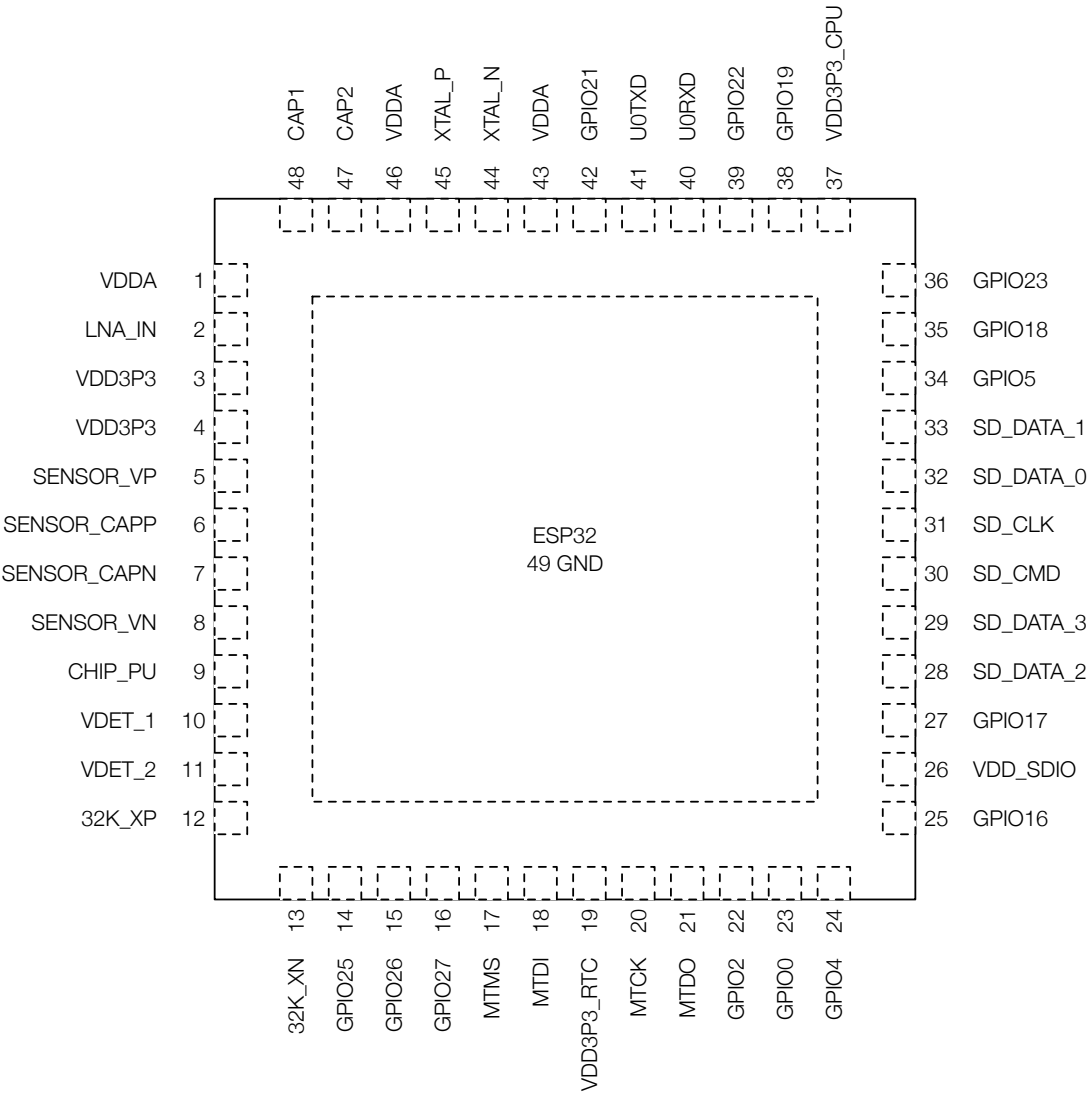 CAP1
CAP2
VDDA
XTAL_P
XTAL_N
VDDA
GPIO21
U0TXD
U0RXD
GPIO22
GPIO19
VDD3P3_CPU
48
47
46
45
44
43
42
41
40
39
38
37
VDDA 1
LNA_IN 2
VDD3P3 3
VDD3P3 4
SENSOR_VP 5
SENSOR_CAPP 6
SENSOR_CAPN 7
SENSOR_VN 8
CHIP_PU 9
VDET_1 10
VDET_2 11
32K_XP 12
ESP32
49 GND
36 GPIO23
35 GPIO18
34 GPIO5
33 SD_DATA_1
32 SD_DATA_0
31 SD_CLK
30 SD_CMD
29 SD_DATA_3
28 SD_DATA_2
27 GPIO17
26 VDD_SDIO
25 GPIO16
13
14
15
16
17
18
19
20
21
22
23
24
32K_XN
GPIO25
GPIO26
GPIO27
MTMS
MTDI
VDD3P3_RTC
MTCK
MTDO
GPIO2
GPIO0
GPIO4